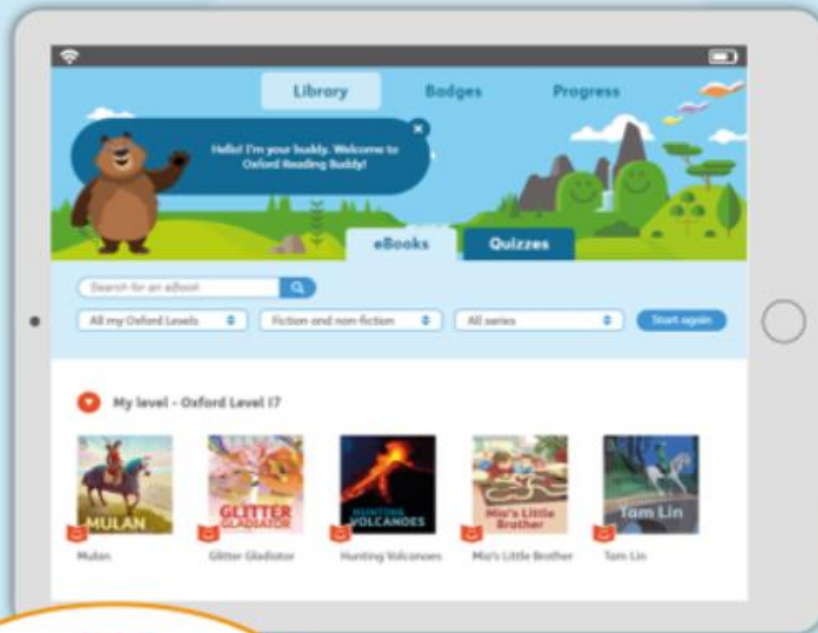 Library
Badges
Progress
Hello! I'm your buddy. Welcome to
Oxford Reading Buddy!
eBooks
Quizzes
Search for an eBook
All my Oxford Levels
Fiction and non-fiction
All series
Start again
My level - Oxford Level 17
MULAN
GLITTER
GLADIATOR
HUNTING
VOLCANOES
Mia's Little
Brother
Tam Lin
Mulan
Glitter Gladiator
Hunting Volcanoes
Mia's Little Brother
Tam Lin